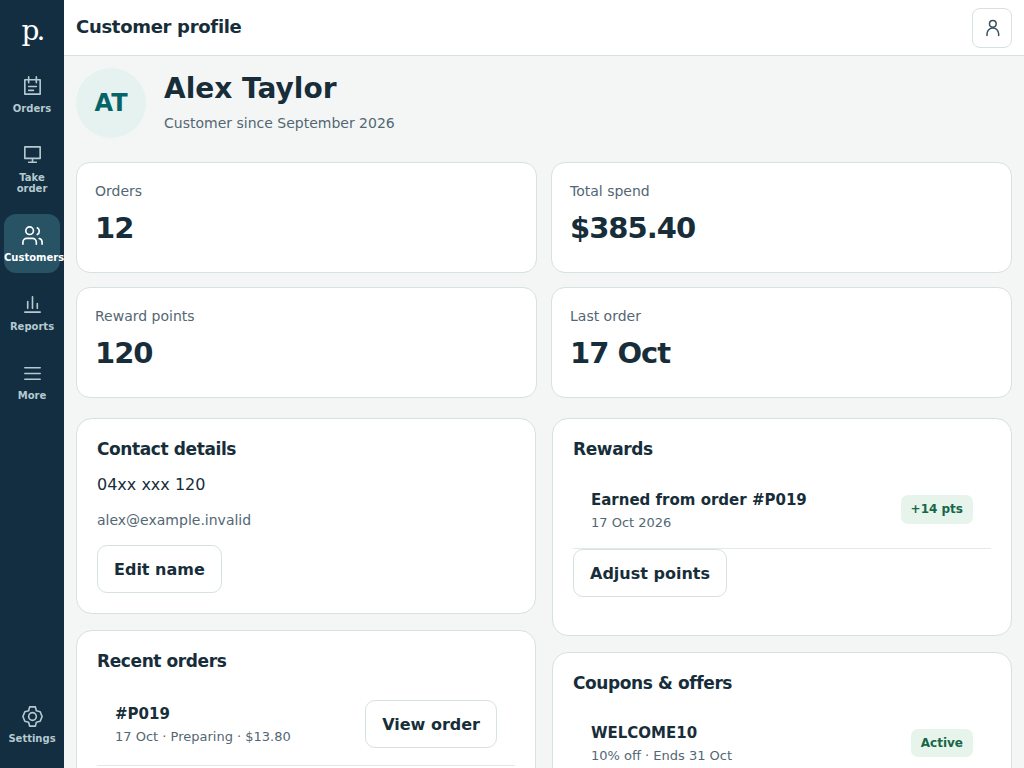 p.
Orders
Take
order
Customers
Reports
More
Settings
Customer profile
AT
Alex Taylor
Customer since September 2026
Orders
12
Total spend
$385.40
Reward points
120
Last order
17 Oct
Contact details
04xx xxx 120
alex@example.invalid
Edit name
Rewards
Earned from order #P019
17 Oct 2026
+14 pts
Adjust points
Recent orders
#P019
17 Oct · Preparing · $13.80
View order
Coupons & offers
WELCOME10
10% off · Ends 31 Oct
Active